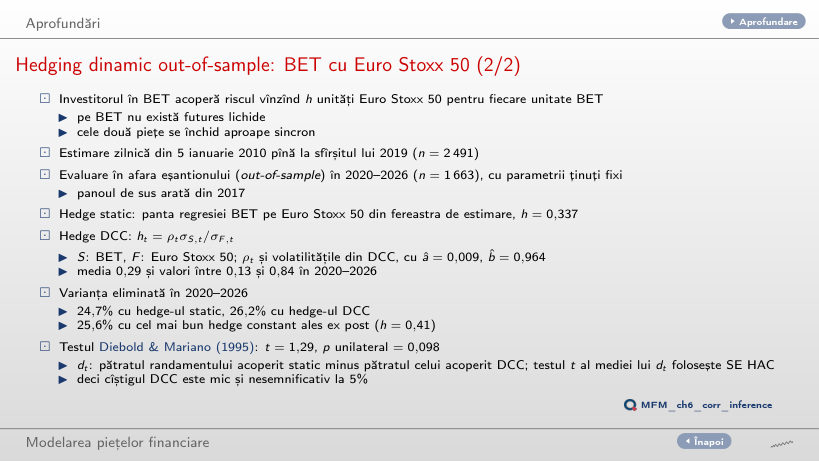 Aprofundări
Aprofundare
Hedging dinamic out-of-sample: BET cu Euro Stoxx 50 (2/2)
Investitorul în BET acoperă riscul vînzînd h unități Euro Stoxx 50 pentru fiecare unitate BET
pe BET nu există futures lichide
cele două piețe se închid aproape sincron
Estimare zilnică din 5 ianuarie 2010 pînă la sfîrșitul lui 2019 (n = 2 491)
Evaluare în afara eșantionului (out-of-sample) în 2020–2026 (n = 1 663), cu parametrii ținuți fixi
panoul de sus arată din 2017
Hedge static: panta regresiei BET pe Euro Stoxx 50 din fereastra de estimare, h = 0,337
Hedge DCC: h_t = ρ_t σ_{S,t}/σ_{F,t}
S: BET, F: Euro Stoxx 50; ρ_t și volatilitățile din DCC, cu â = 0,009, b̂ = 0,964
media 0,29 și valori între 0,13 și 0,84 în 2020–2026
Varianța eliminată în 2020–2026
24,7% cu hedge-ul static, 26,2% cu hedge-ul DCC
25,6% cu cel mai bun hedge constant ales ex post (h = 0,41)
Testul Diebold & Mariano (1995): t = 1,29, p unilateral = 0,098
d_t: pătratul randamentului acoperit static minus pătratul celui acoperit DCC; testul t al mediei lui d_t folosește SE HAC
deci cîștigul DCC este mic și nesemnificativ la 5%
MFM_ch6_corr_inference
Modelarea piețelor financiare
Înapoi